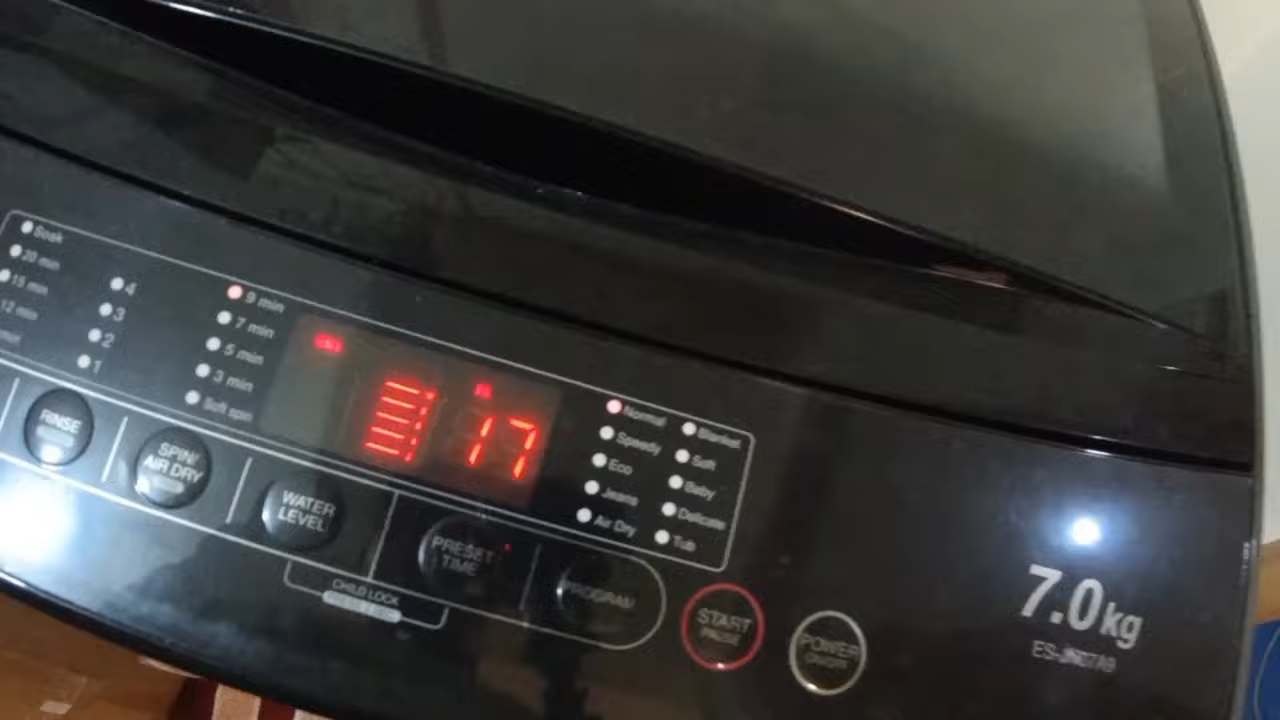 Soak
20 min
15 min
12 min
4
3
2
1
9 min
7 min
5 min
3 min
Soft spin
17
Normal
Speedy
Eco
Jeans
Air Dry
Blanket
Soft
Baby
Delicate
Tub
RINSE
SPIN/
AIR DRY
WATER
LEVEL
PRESET
TIME
PROGRAM
CHILD LOCK
START
PAUSE
POWER
ON/OFF
7.0kg